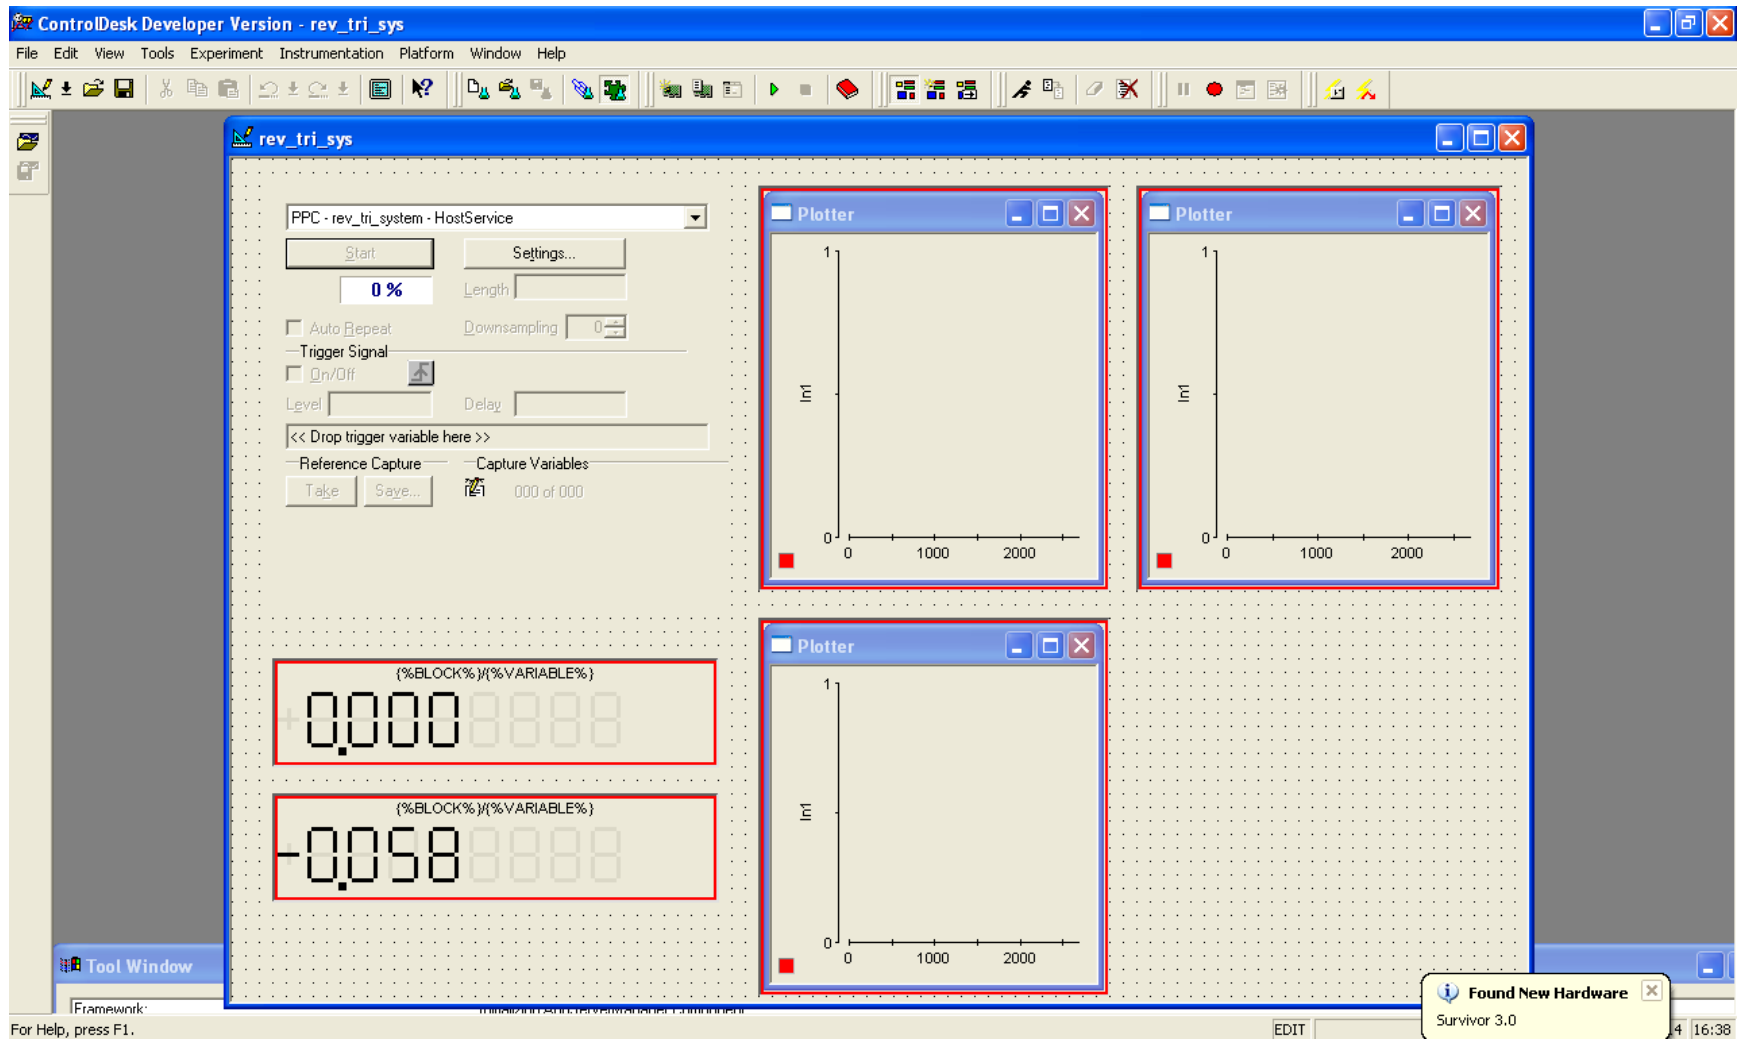 ControlDesk Developer Version - rev_tri_sys
File Edit View Tools Experiment Instrumentation Platform Window Help
rev_tri_sys
PPC - rev_tri_system - HostService
Start Settings...
0 % Length
Auto Repeat Downsampling 0
Trigger Signal
On/Off
Level Delay
<< Drop trigger variable here >>
Reference Capture Capture Variables
Take Save... 000 of 000
{%BLOCK%}/{%VARIABLE%}
0.000
{%BLOCK%}/{%VARIABLE%}
-0.058
Plotter
1
In1
0
0 1000 2000
Plotter
1
In1
0
0 1000 2000
Plotter
1
In1
0
0 1000 2000
Tool Window
Framework:
Found New Hardware
Survivor 3.0
For Help, press F1.
EDIT
4 16:38